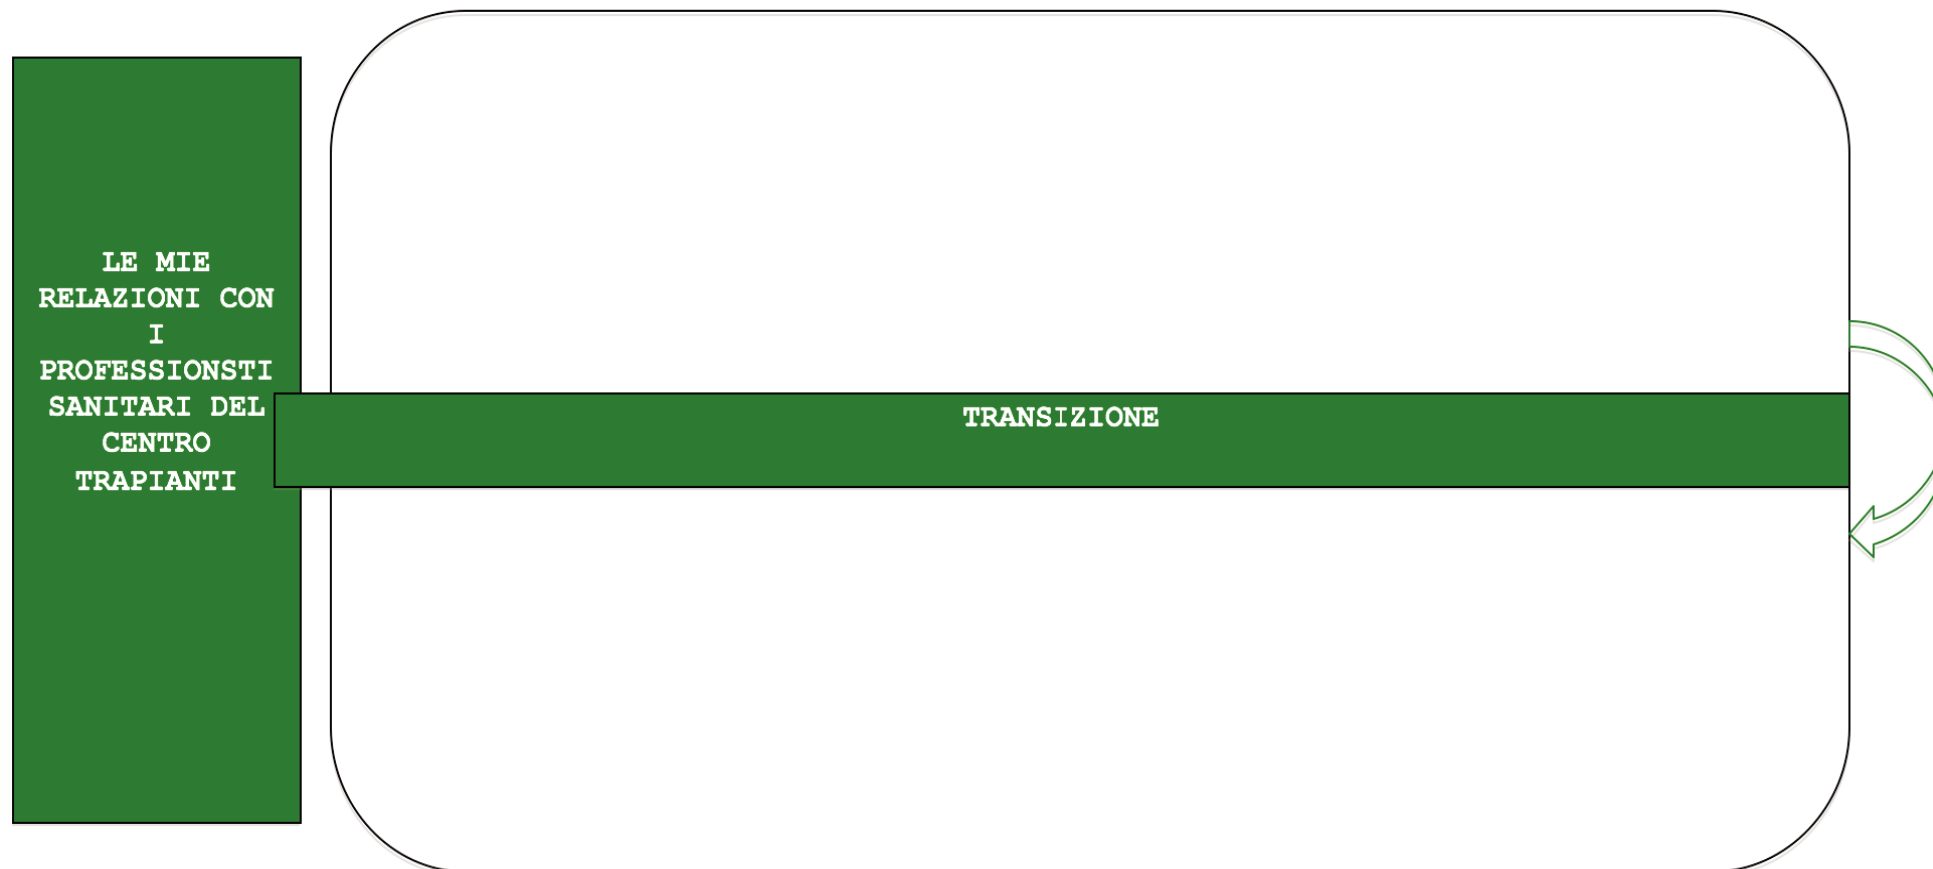 LE MIE
RELAZIONI CON
I
PROFESSIONSTI
SANITARI DEL
CENTRO
TRAPIANTI
TRANSIZIONE